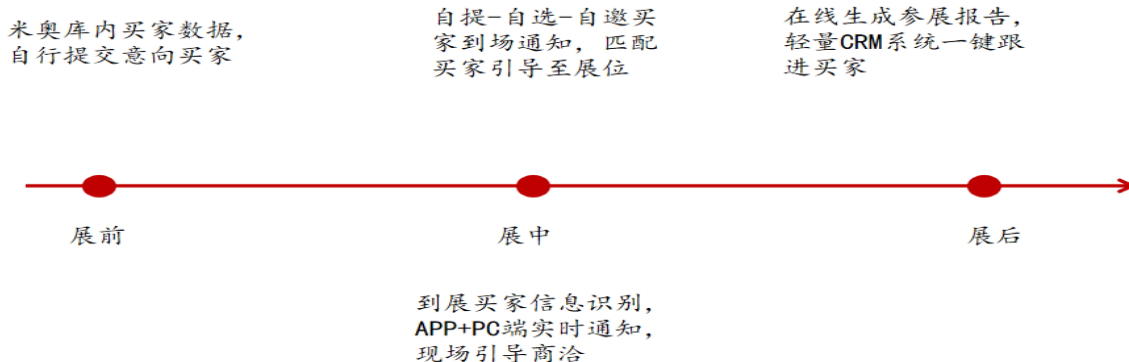 米奥库内买家数据，
自行提交意向买家
自提-自选-自邀买
家到场通知，匹配
买家引导至展位
在线生成参展报告，
轻量CRM系统一键跟
进买家
展前
展中
展后
到展买家信息识别，
APP+PC端实时通知，
现场引导商洽